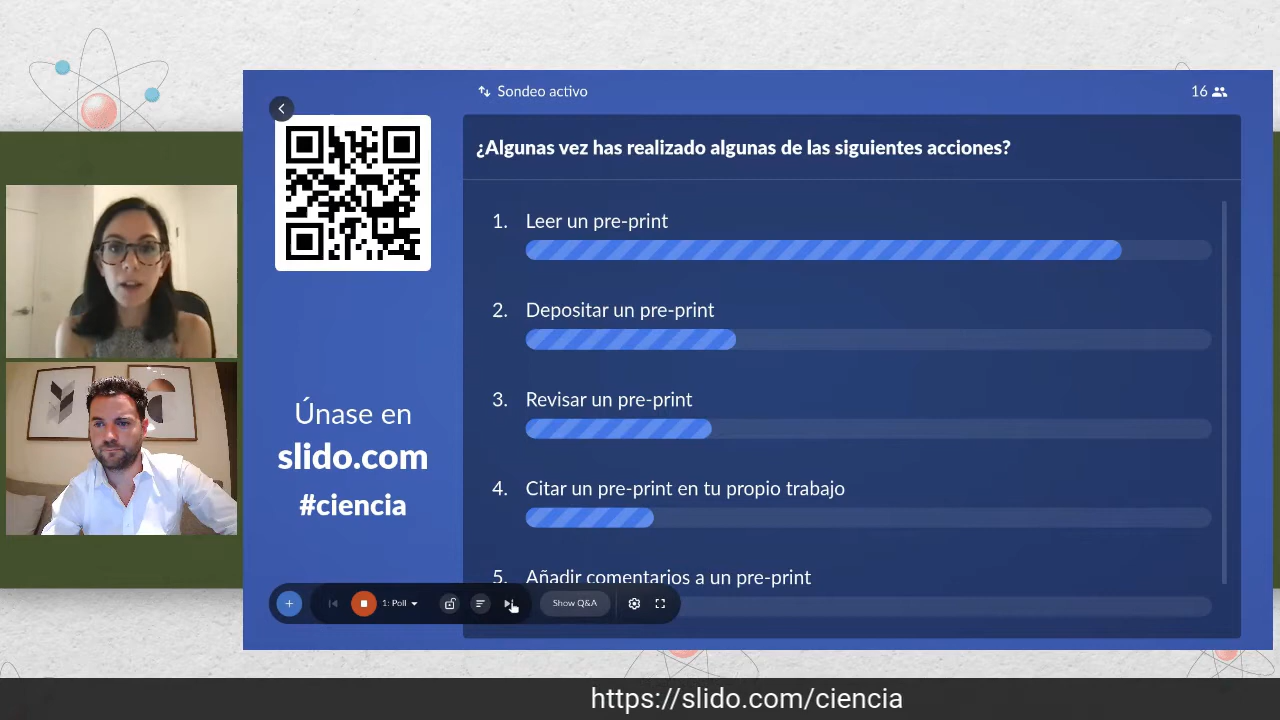 Sondeo activo
16
¿Algunas vez has realizado algunas de las siguientes acciones?
1. Leer un pre-print
2. Depositar un pre-print
3. Revisar un pre-print
4. Citar un pre-print en tu propio trabajo
5. Añadir comentarios a un pre-print
Únase en
slido.com
#ciencia
1: Poll
Show Q&A
https://slido.com/ciencia